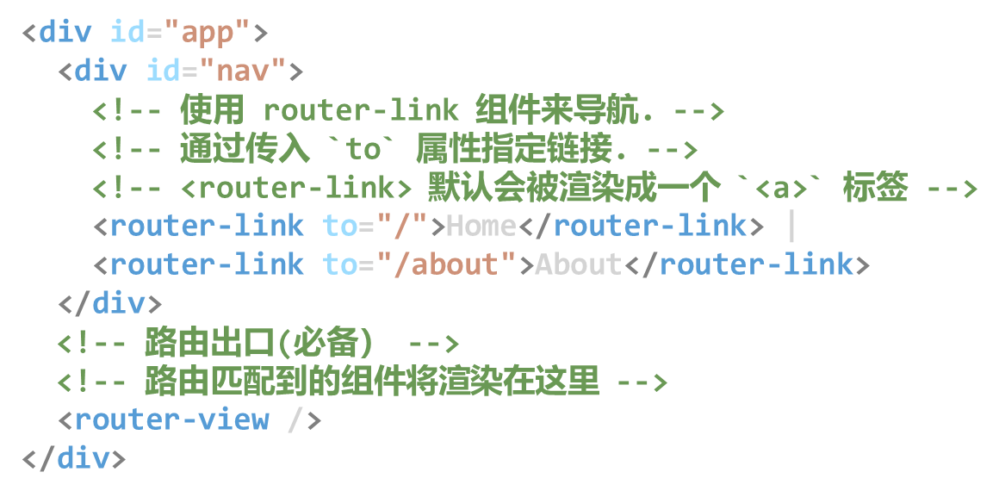 <div id="app">
  <div id="nav">
    <!-- 使用 router-link 组件来导航. -->
    <!-- 通过传入 `to` 属性指定链接. -->
    <!-- <router-link> 默认会被渲染成一个 `<a>` 标签 -->
    <router-link to="/">Home</router-link> |
    <router-link to="/about">About</router-link>
  </div>
  <!-- 路由出口(必备) -->
  <!-- 路由匹配到的组件将渲染在这里 -->
  <router-view />
</div>